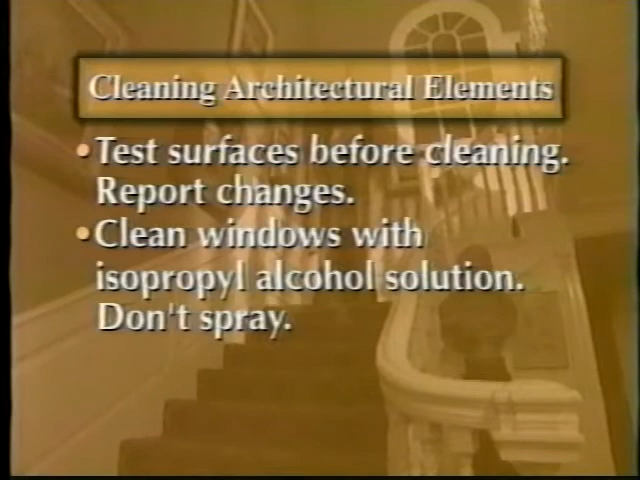 Cleaning Architectural Elements
•Test surfaces before cleaning.
Report changes.
•Clean windows with
isopropyl alcohol solution.
Don't spray.